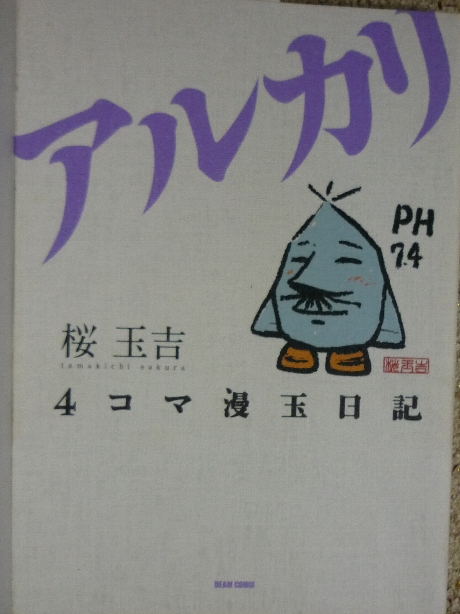 アルカリ
PH
7.4
桜 玉吉
tamakichi sakura
桜玉吉
4コマ漫玉日記
BEAM COMIX